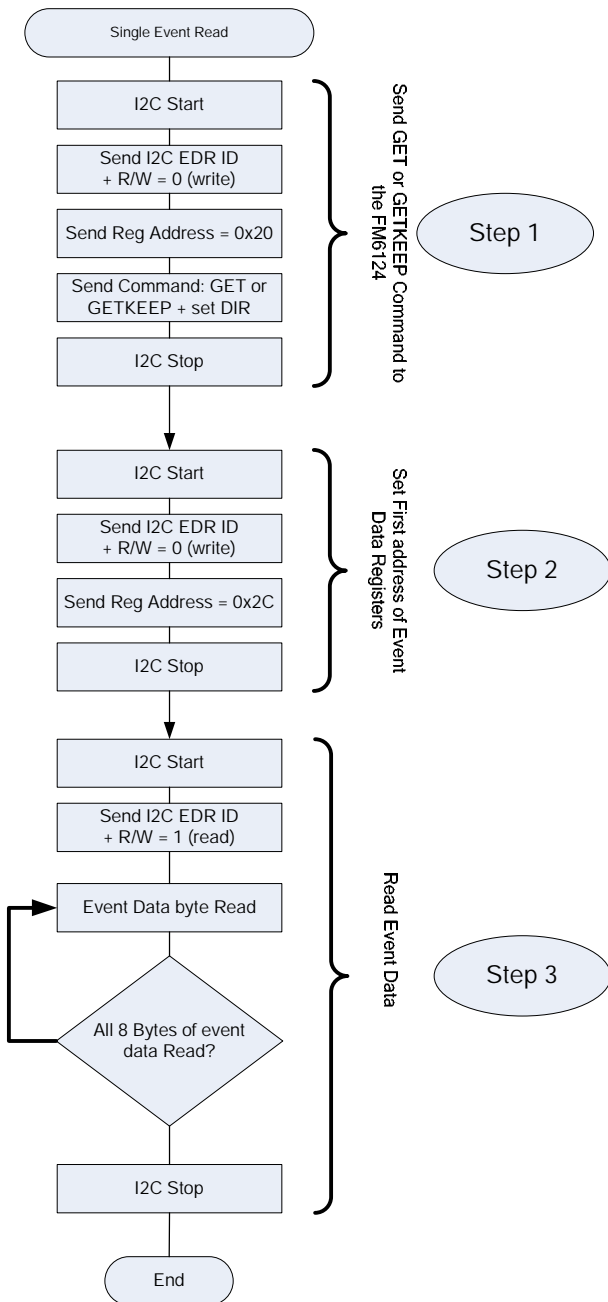 Single Event Read
I2C Start
Send I2C EDR ID
+ R/W = 0 (write)
Send Reg Address = 0x20
Send Command: GET or
GETKEEP + set DIR
I2C Stop
Send GET or GETKEEP Command to
the FM6124
Step 1
I2C Start
Send I2C EDR ID
+ R/W = 0 (write)
Send Reg Address = 0x2C
I2C Stop
Set First address of Event
Data Registers
Step 2
I2C Start
Send I2C EDR ID
+ R/W = 1 (read)
Event Data byte Read
All 8 Bytes of event
data Read?
I2C Stop
Read Event Data
Step 3
End